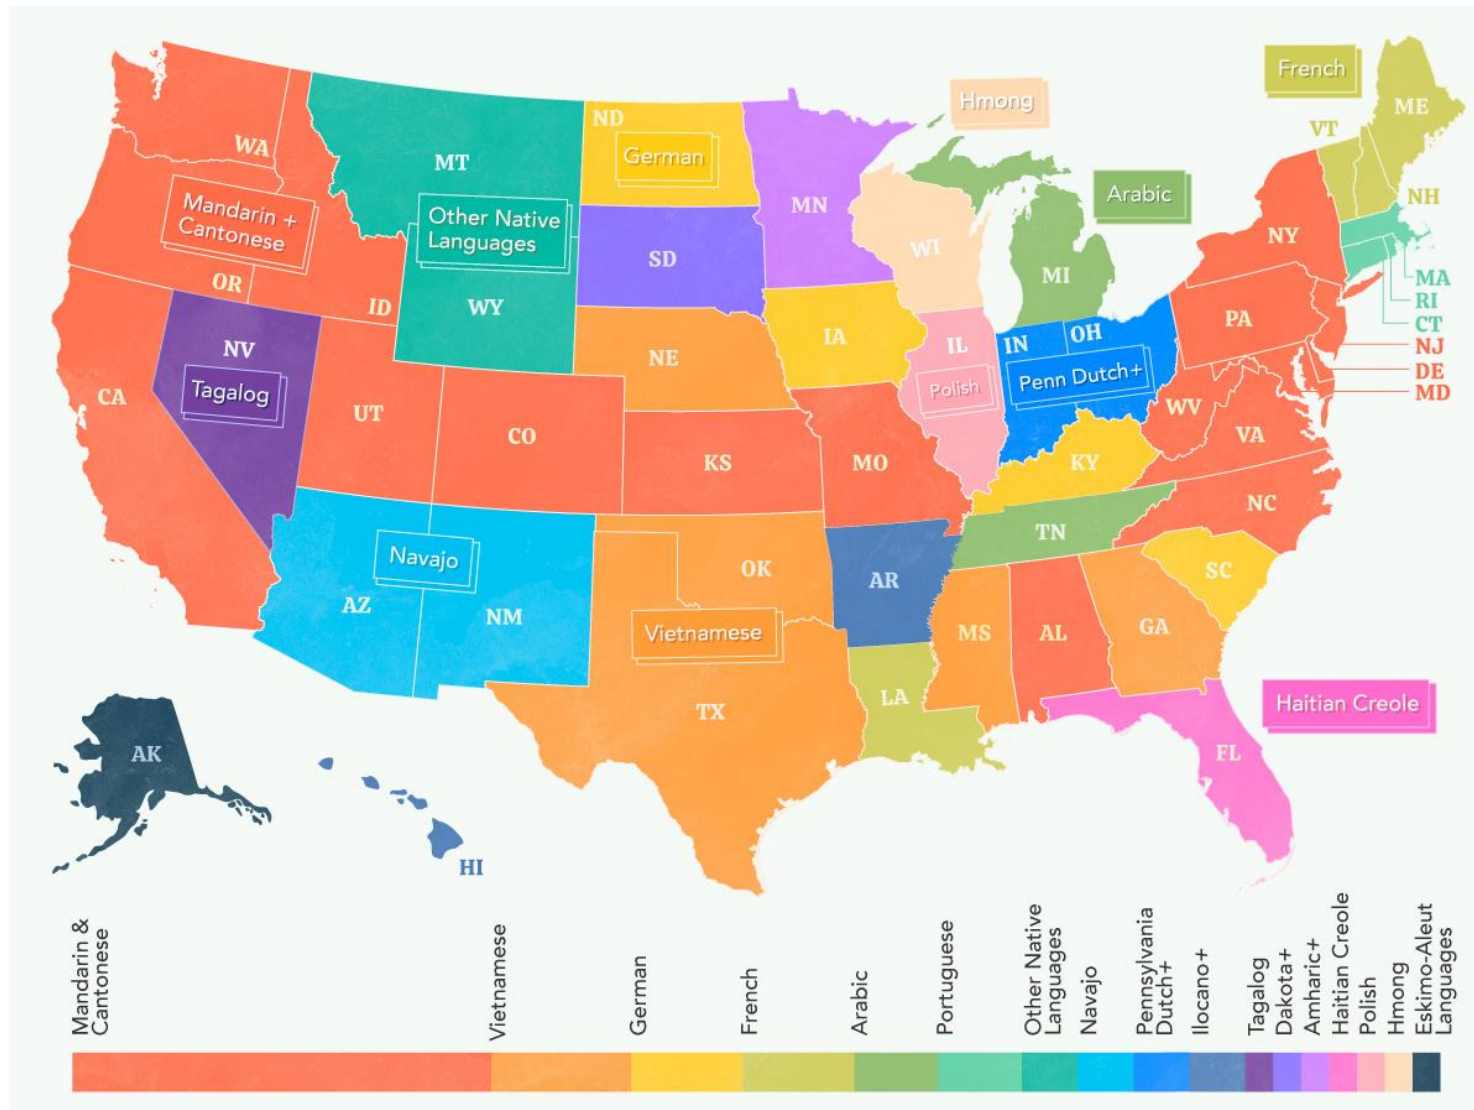 French
ME
Hmong
VT
ND
WA
German
MT
Arabic
NH
MN
Mandarin +
Cantonese
Other Native
Languages
NY
WI
SD
MI
MA
OR
ID
WY
RI
PA
CT
NV
IA
IL
IN
OH
NJ
NE
DE
Tagalog
Polish
Penn Dutch+
MD
CA
UT
WV
CO
VA
KS
MO
KY
NC
TN
Navajo
OK
SC
AR
AZ
NM
Vietnamese
MS
AL
GA
LA
Haitian Creole
TX
AK
FL
HI
Mandarin &
Cantonese
Vietnamese
German
French
Arabic
Portuguese
Other Native
Languages
Navajo
Pennsylvania
Dutch+
Ilocano+
Tagalog
Dakota+
Amharic+
Haitian Creole
Polish
Hmong
Eskimo-Aleut
Languages